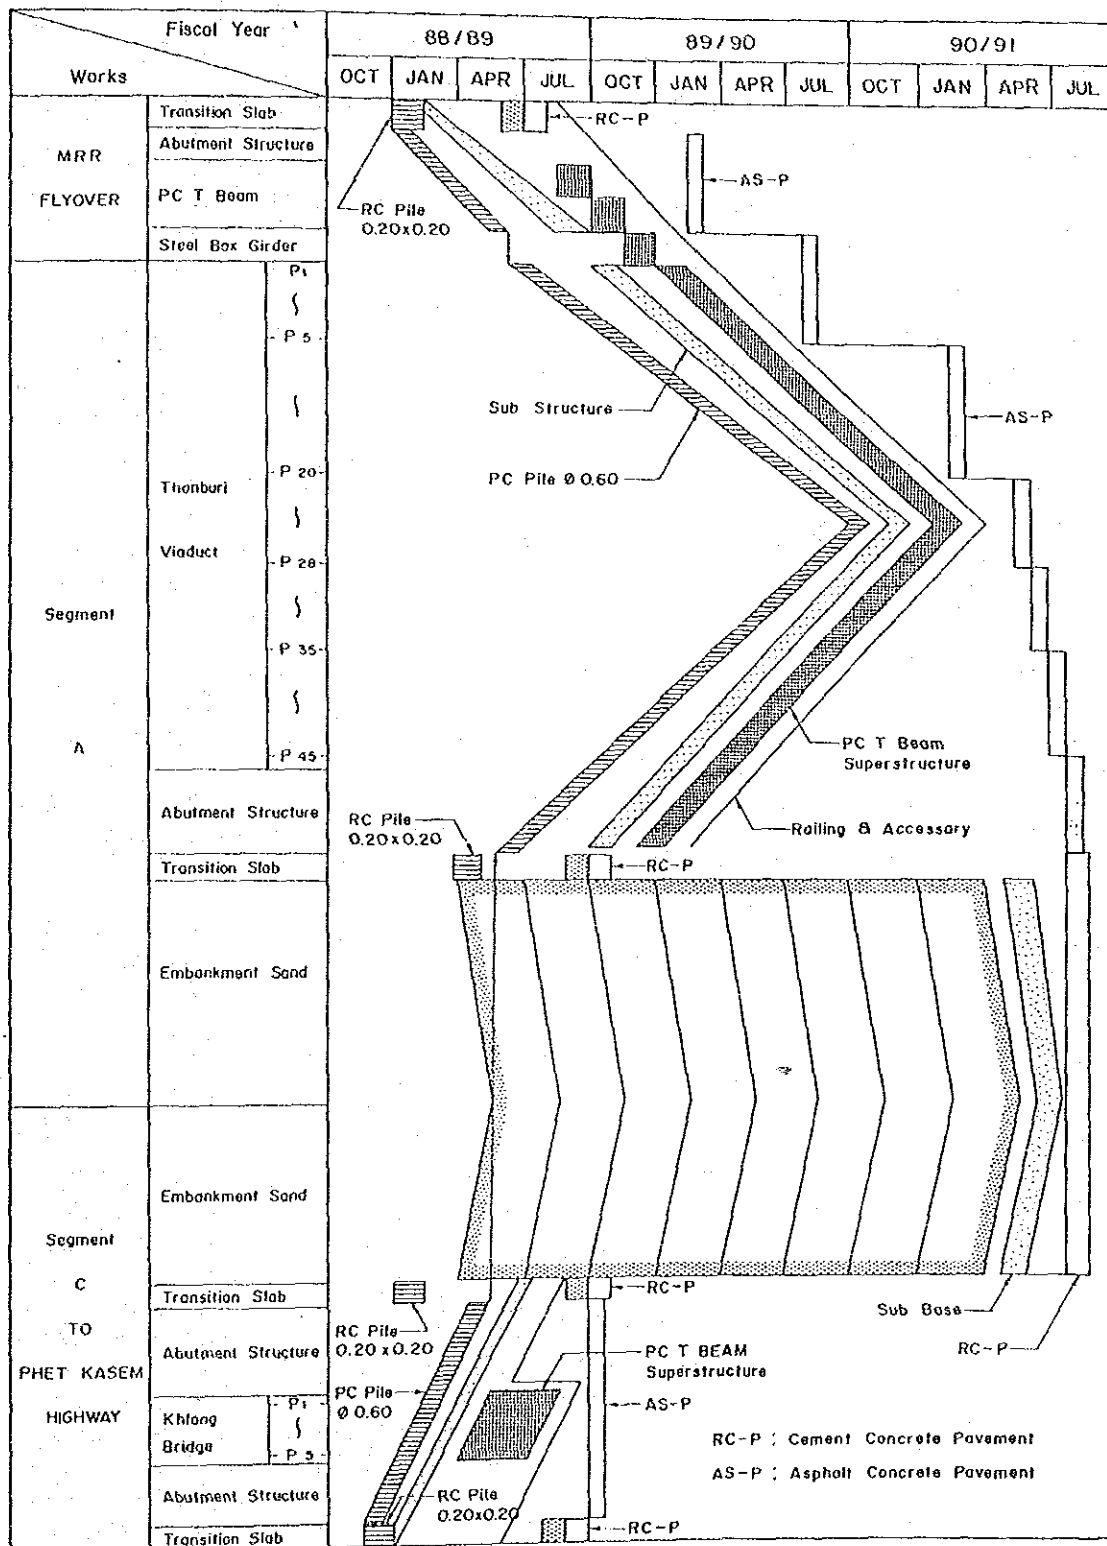 Fiscal Year
Works
88/89
89/90
90/91
OCT JAN APR JUL OCT JAN APR JUL OCT JAN APR JUL
MRR
FLYOVER
Transition Slab
Abutment Structure
PC T Beam
Steel Box Girder
RC Pile
0.20x0.20
RC-P
AS-P
Segment
A
Thonburi
Viaduct
P1
P 5
P 20
P 28
P 35
P 45
Sub Structure
PC Pile Ø 0.60
AS-P
PC T Beam
Superstructure
Railing & Accessory
Abutment Structure
RC Pile
0.20x0.20
Transition Slab
RC-P
Embankment Sand
Segment
C
TO
PHET KASEM
HIGHWAY
Embankment Sand
Transition Slab
RC-P
Sub Base
RC-P
Abutment Structure
RC Pile
0.20x0.20
PC T BEAM
Superstructure
PC Pile
Ø 0.60
Khlong
Bridge
P1
P 5
AS-P
RC-P : Cement Concrete Pavement
AS-P : Asphalt Concrete Pavement
Abutment Structure
RC Pile
0.20x0.20
Transition Slab
RC-P